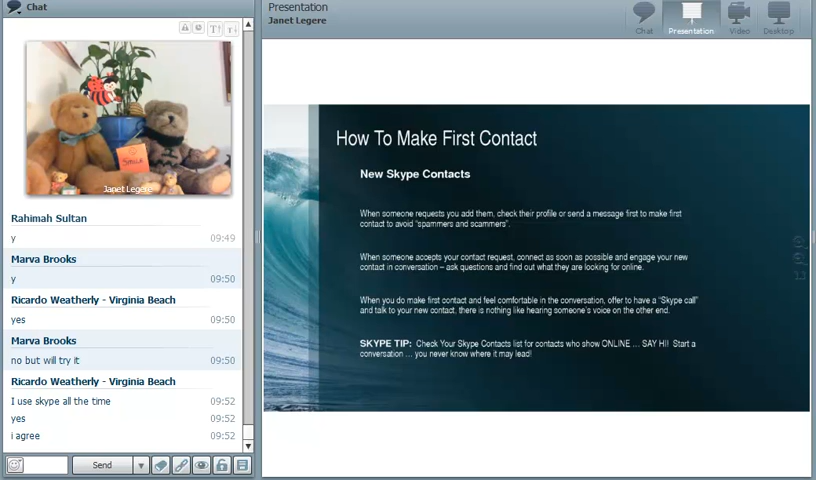 Chat
Janet Legere
Rahimah Sultan
y 09:49
Marva Brooks
y 09:50
Ricardo Weatherly - Virginia Beach
yes 09:50
Marva Brooks
no but will try it 09:50
Ricardo Weatherly - Virginia Beach
I use skype all the time 09:52
yes 09:52
i agree 09:52
Send
Presentation
Janet Legere
Chat
Presentation
Video
Desktop
How To Make First Contact
New Skype Contacts
When someone requests you add them, check their profile or send a message first to make first
contact to avoid "spammers and scammers".
When someone accepts your contact request, connect as soon as possible and engage your new
contact in conversation – ask questions and find out what they are looking for online.
When you do make first contact and feel comfortable in the conversation, offer to have a "Skype call"
and talk to your new contact, there is nothing like hearing someone's voice on the other end.
SKYPE TIP: Check Your Skype Contacts list for contacts who show ONLINE ... SAY HI! Start a
conversation ... you never know where it may lead!